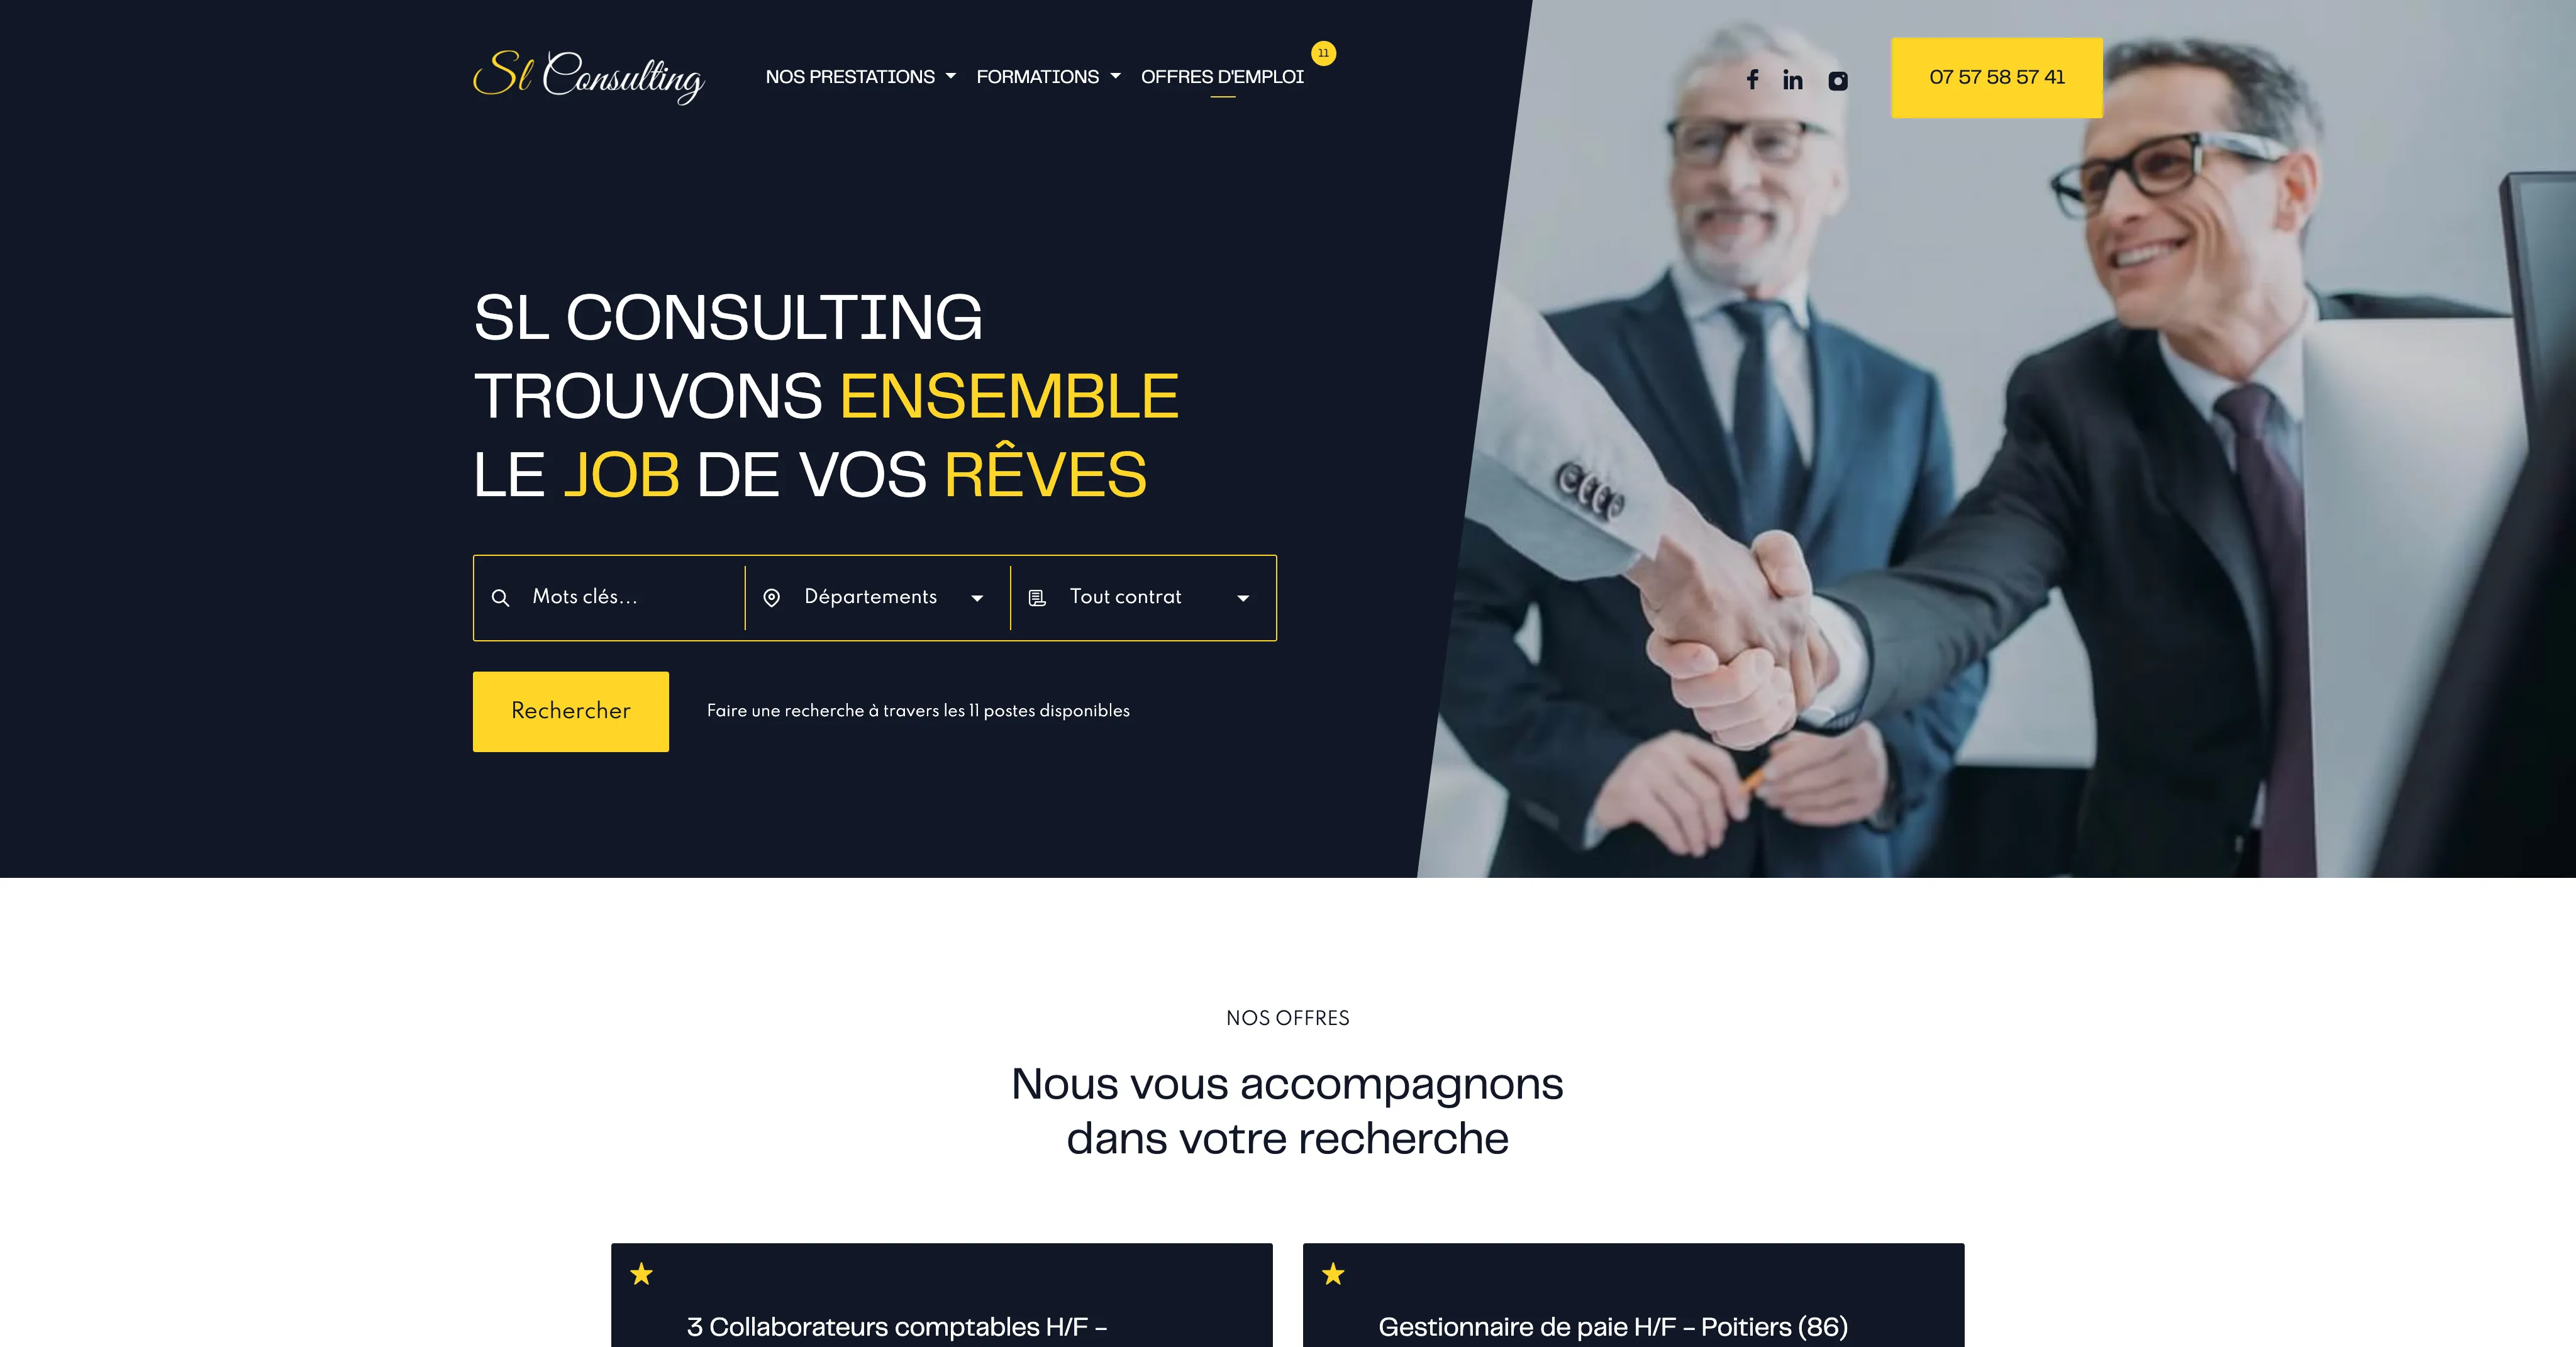 Sl Consulting
NOS PRESTATIONS
FORMATIONS
OFFRES D'EMPLOI
11
07 57 58 57 41
SL CONSULTING
TROUVONS ENSEMBLE
LE JOB DE VOS RÊVES
Mots clés...
Départements
Tout contrat
Rechercher
Faire une recherche à travers les 11 postes disponibles
NOS OFFRES
Nous vous accompagnons
dans votre recherche
3 Collaborateurs comptables H/F –
Gestionnaire de paie H/F – Poitiers (86)